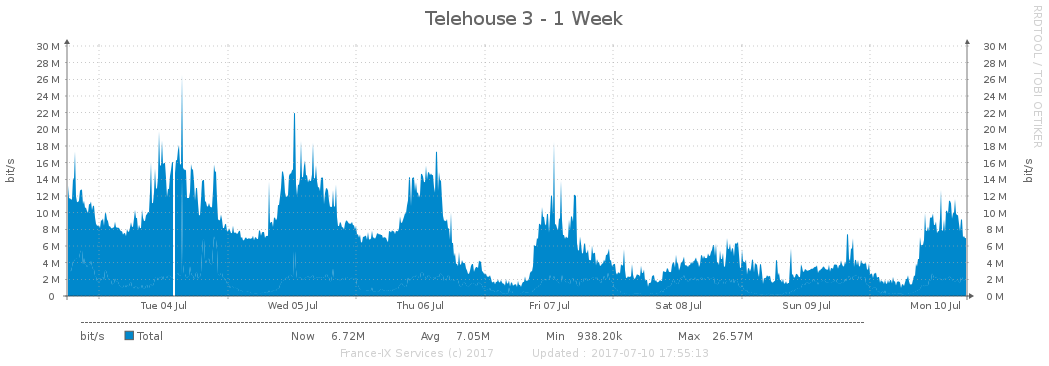 Telehouse 3 - 1 Week
RRDTOOL / TOBI OETIKER
bit/s
30 M 30 M
28 M 28 M
26 M 26 M
24 M 24 M
22 M 22 M
20 M 20 M
18 M 18 M
16 M 16 M
14 M 14 M
12 M 12 M
10 M 10 M
8 M 8 M
6 M 6 M
4 M 4 M
2 M 2 M
0 0 M
bit/s
Tue 04 Jul Wed 05 Jul Thu 06 Jul Fri 07 Jul Sat 08 Jul Sun 09 Jul Mon 10 Jul
bit/s Total Now 6.72M Avg 7.05M Min 938.20k Max 26.57M
France-IX Services (c) 2017 Updated : 2017-07-10 17:55:13